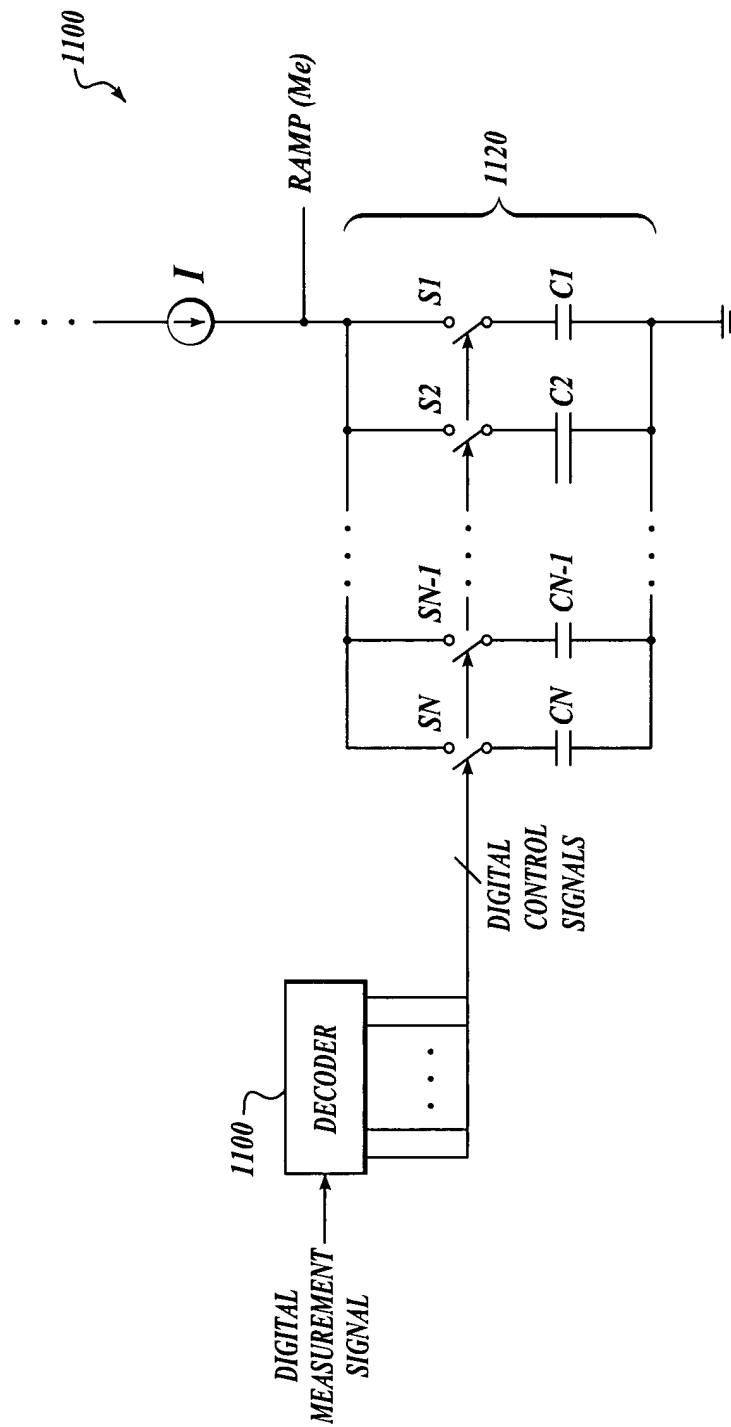 1100
I
RAMP (Me)
1120
SN
SN-1
S2
S1
CN
CN-1
C2
C1
1100
DECODER
DIGITAL
MEASUREMENT
SIGNAL
DIGITAL
CONTROL
SIGNALS